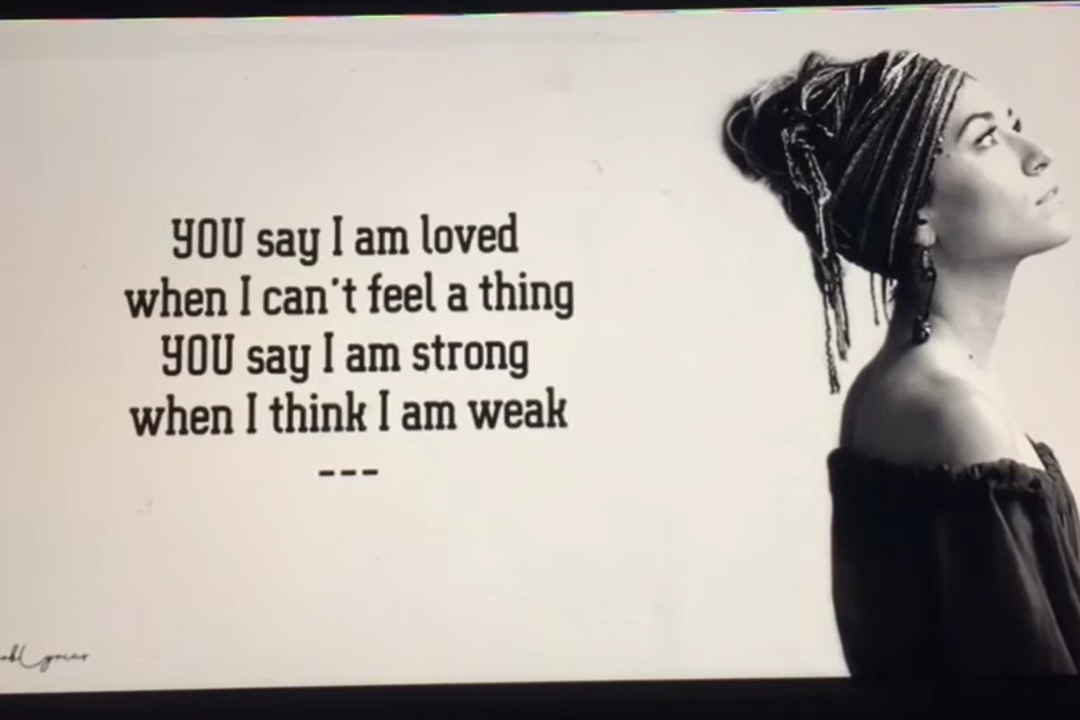 YOU say I am loved
when I can't feel a thing
YOU say I am strong
when I think I am weak
---